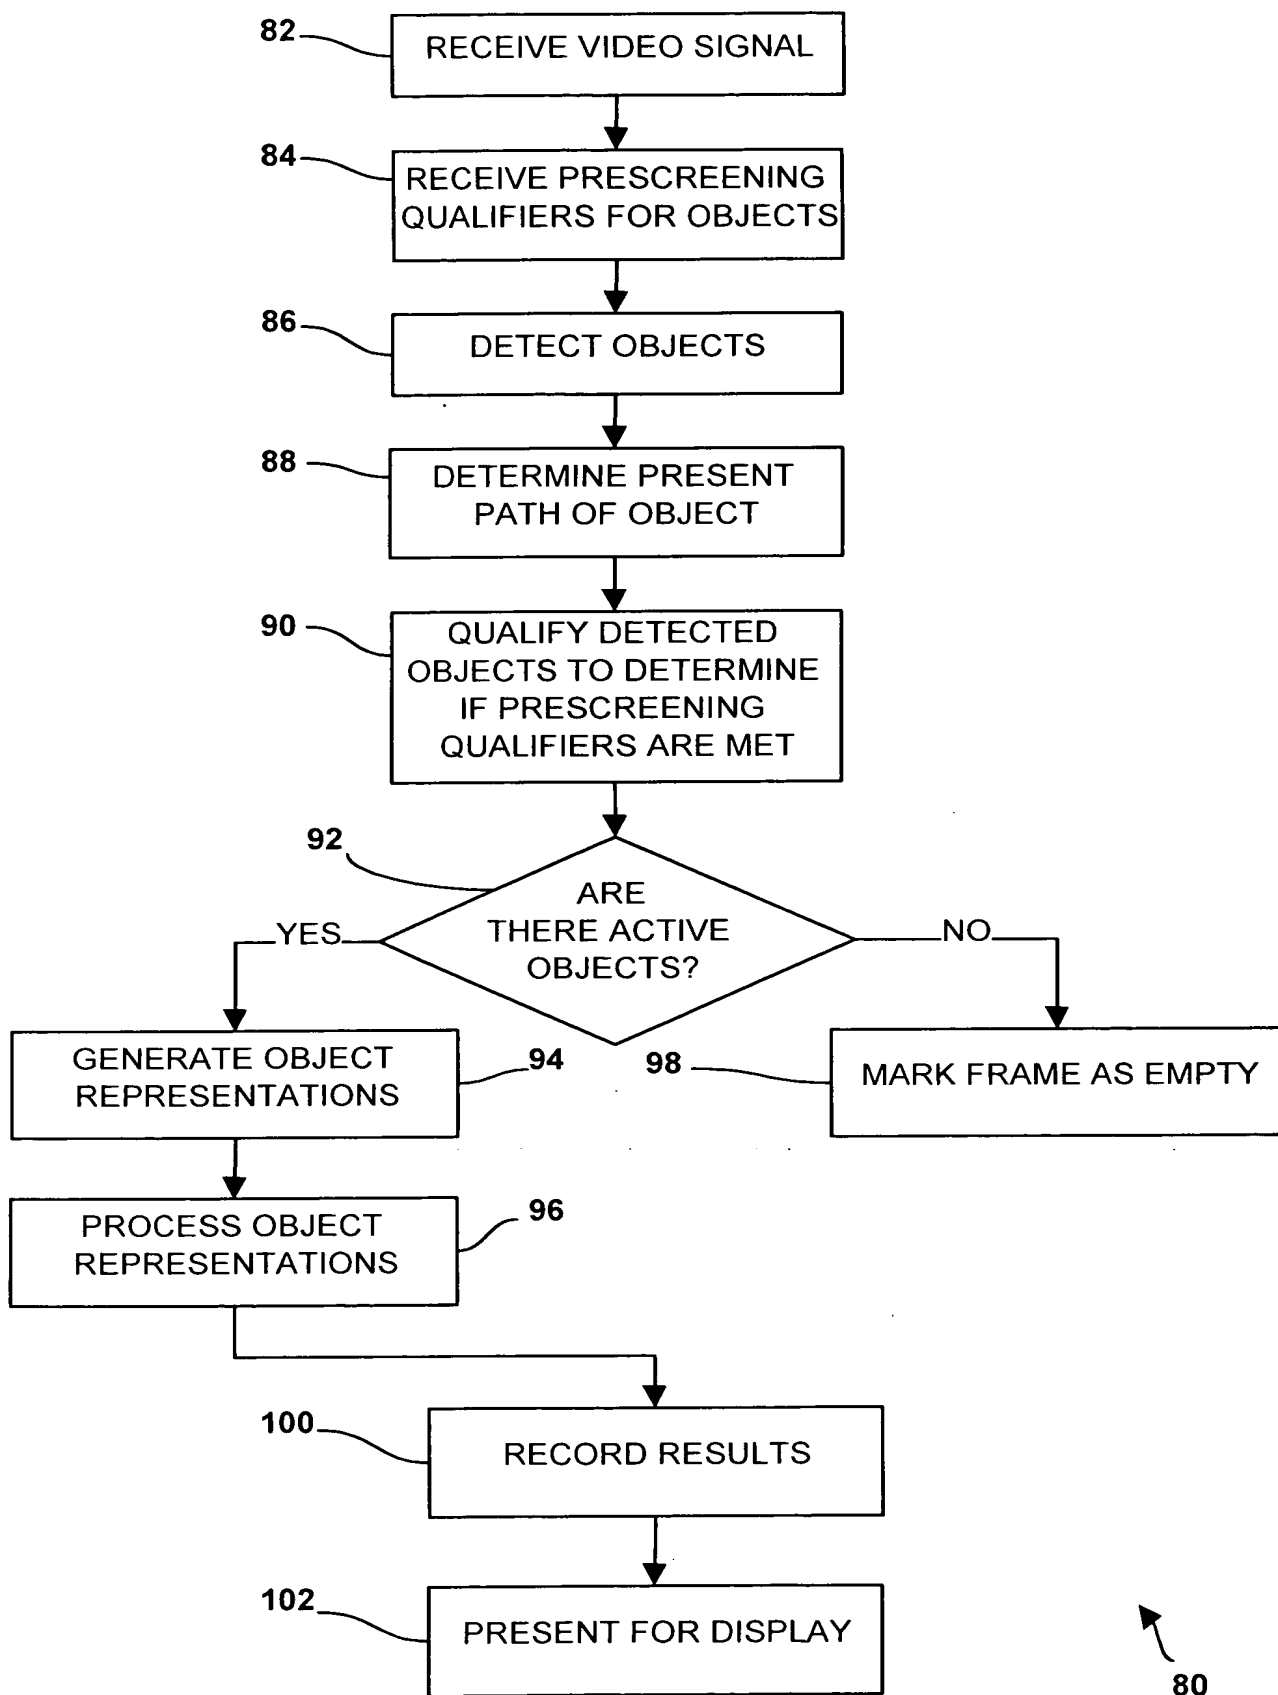 82
RECEIVE VIDEO SIGNAL
84
RECEIVE PRESCREENING
QUALIFIERS FOR OBJECTS
86
DETECT OBJECTS
88
DETERMINE PRESENT
PATH OF OBJECT
90
QUALIFY DETECTED
OBJECTS TO DETERMINE
IF PRESCREENING
QUALIFIERS ARE MET
92
ARE
THERE ACTIVE
OBJECTS?
YES
NO
GENERATE OBJECT
REPRESENTATIONS
94
98
MARK FRAME AS EMPTY
PROCESS OBJECT
REPRESENTATIONS
96
100
RECORD RESULTS
102
PRESENT FOR DISPLAY
80